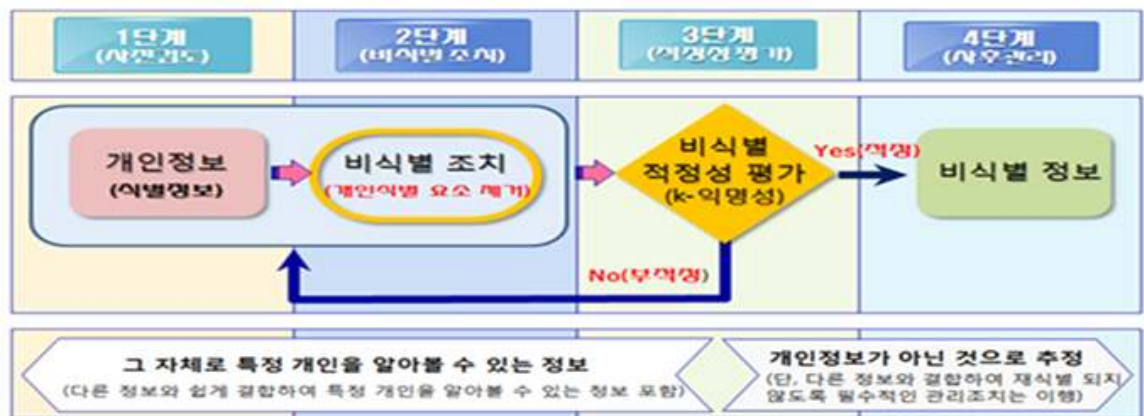 1단계
(사전검토)
2단계
(비식별 조치)
3단계
(적정성 평가)
4단계
(사후관리)
개인정보
(식별정보)
비식별 조치
(개인식별 요소 제거)
비식별
적정성 평가
(k-익명성)
Yes(적정)
비식별 정보
No(부적정)
그 자체로 특정 개인을 알아볼 수 있는 정보
(다른 정보와 쉽게 결합하여 특정 개인을 알아볼 수 있는 정보 포함)
개인정보가 아닌 것으로 추정
(단, 다른 정보와 결합하여 재식별 되지
않도록 필수적인 관리조치는 이행)